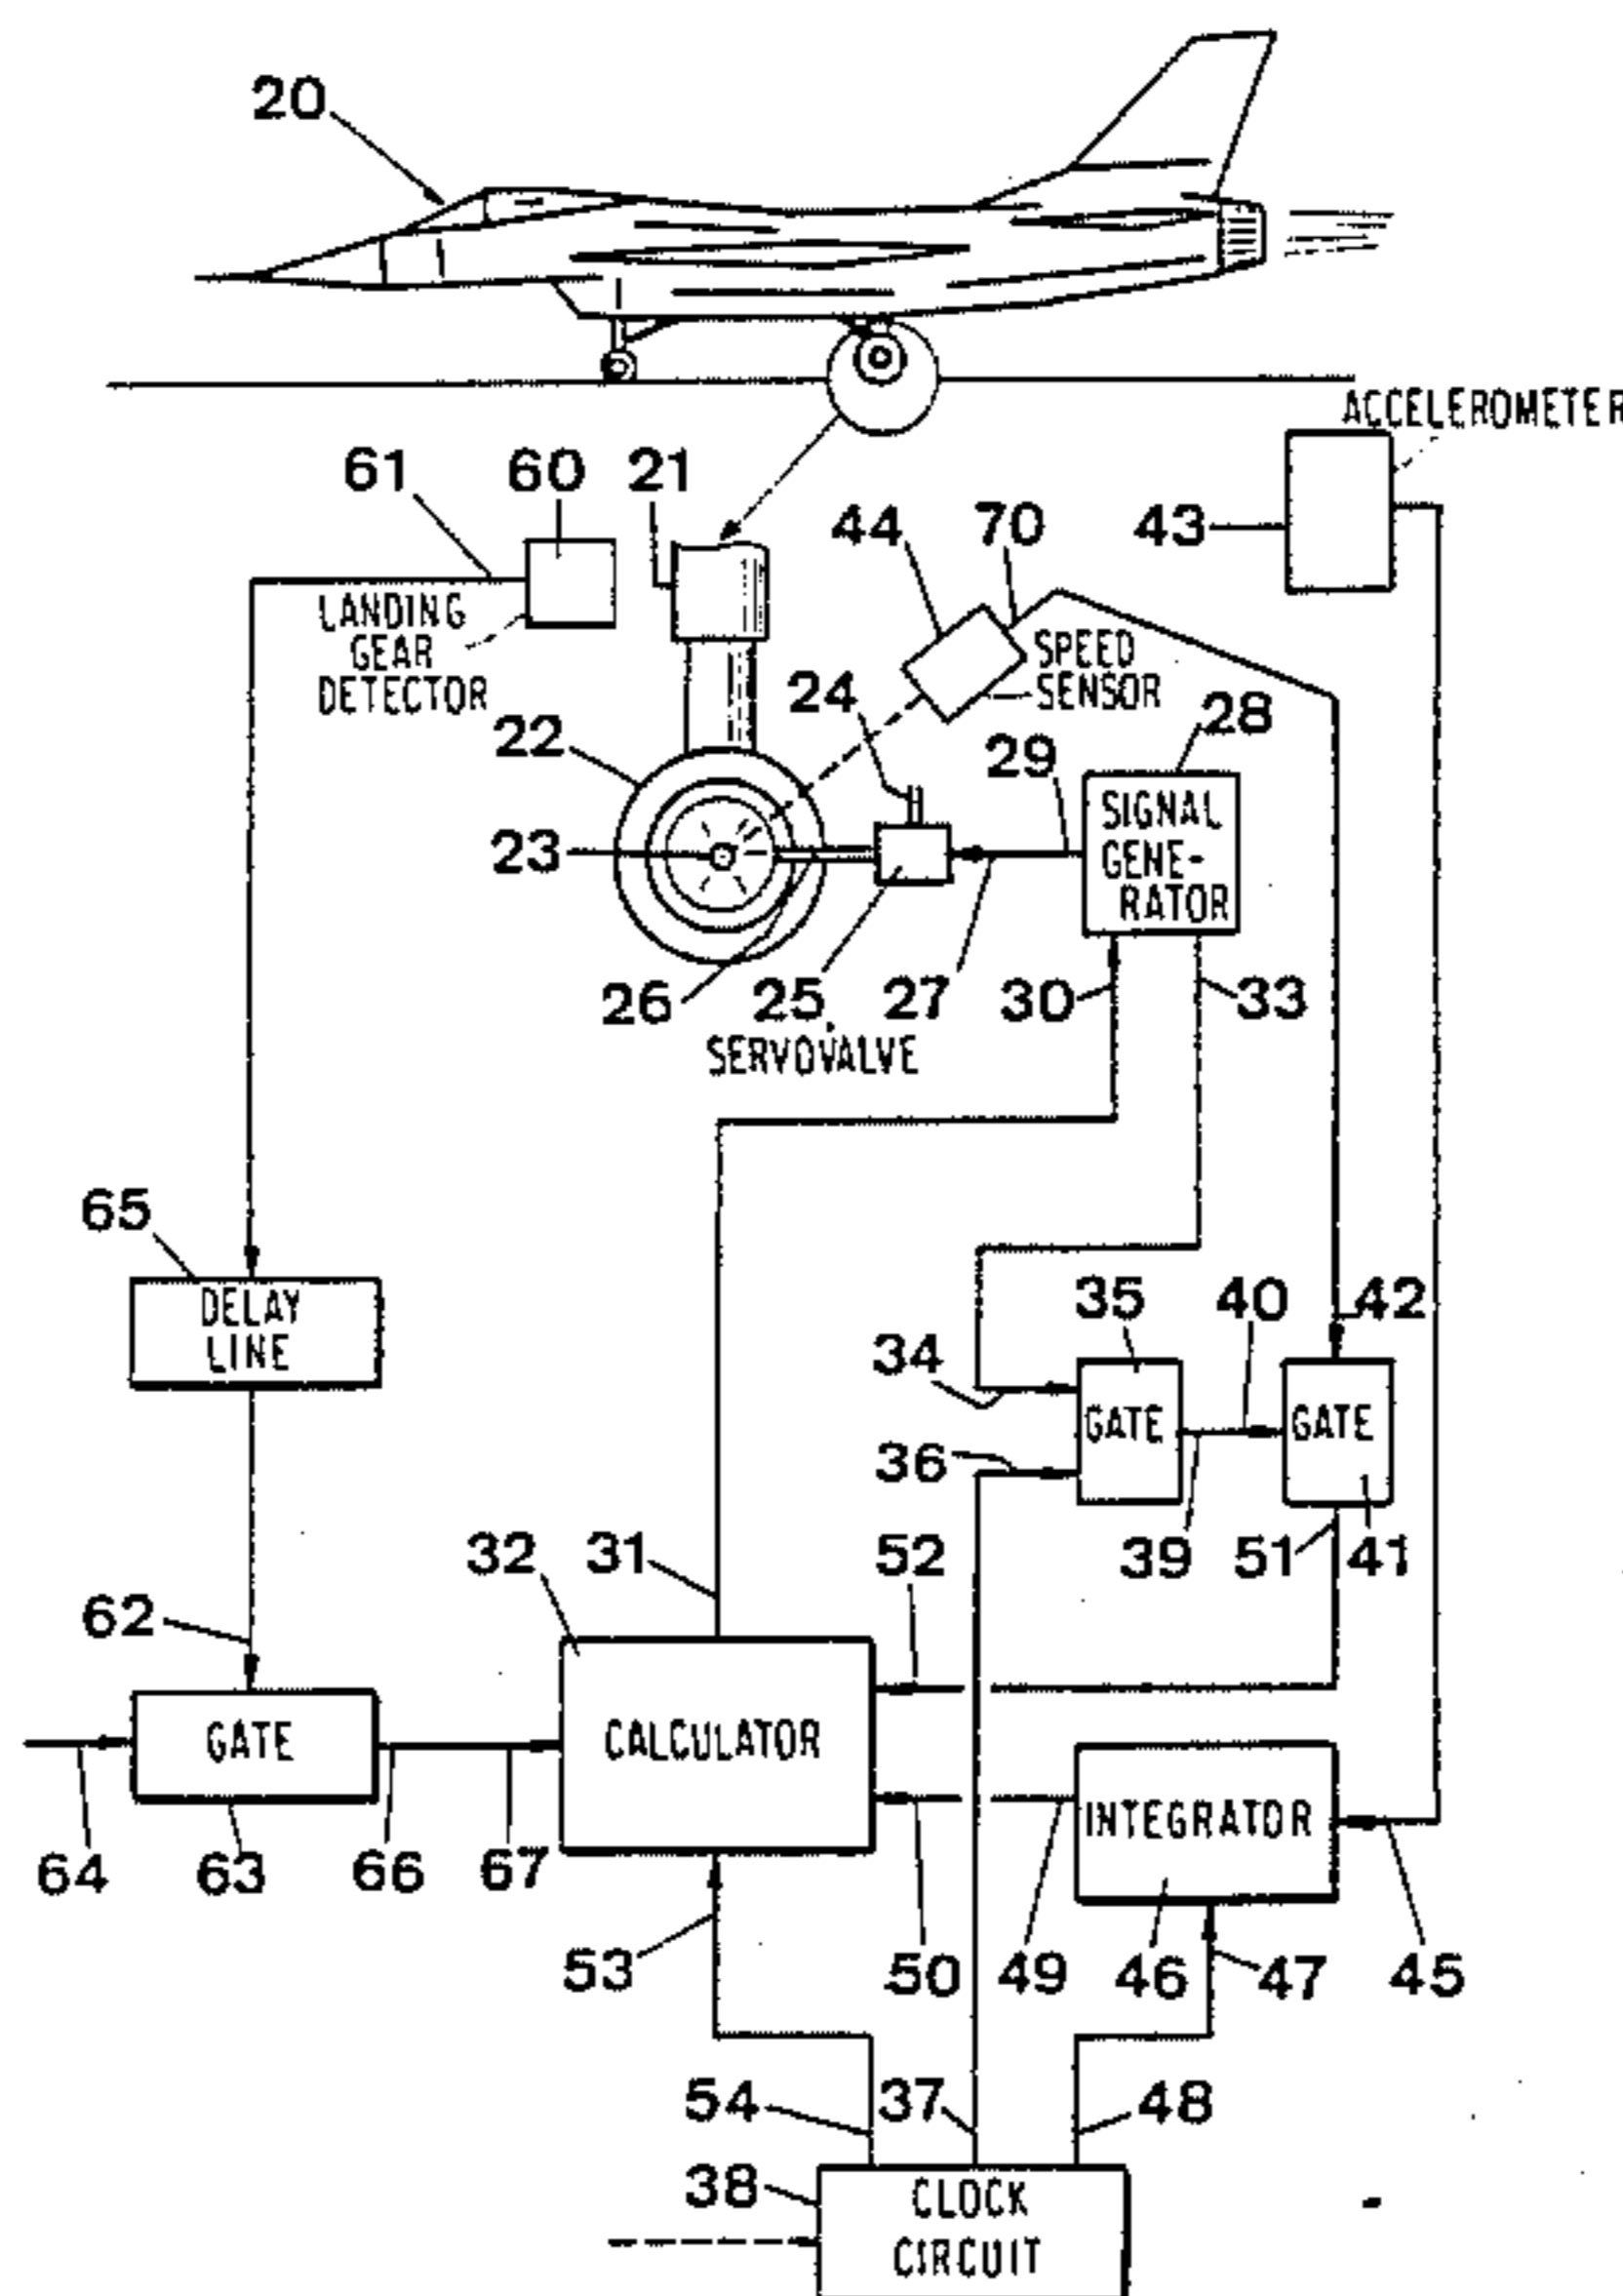 20
ACCELEROMETER
61
60
21
44
70
43
LANDING
GEAR
DETECTOR
SPEED
SENSOR
24
28
22
29
SIGNAL
GENE-
RATOR
23
26
25
27
30
33
SERVOVALVE
65
DELAY
LINE
35
40
42
34
GATE
GATE
36
32
31
52
39
51
41
62
GATE
CALCULATOR
INTEGRATOR
64
63
66
67
53
50
49
46
47
45
54
37
48
38
CLOCK
CIRCUIT